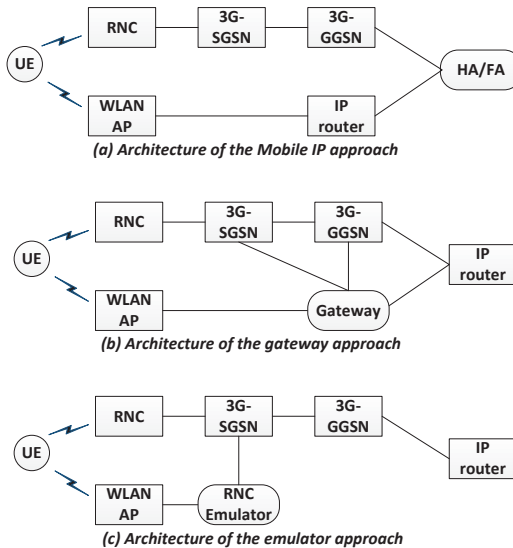 RNC
3G-
SGSN
3G-
GGSN
UE
HA/FA
WLAN
AP
IP
router
(a) Architecture of the Mobile IP approach
RNC
3G-
SGSN
3G-
GGSN
UE
IP
router
WLAN
AP
Gateway
(b) Architecture of the gateway approach
RNC
3G-
SGSN
3G-
GGSN
UE
IP
router
WLAN
AP
RNC
Emulator
(c) Architecture of the emulator approach